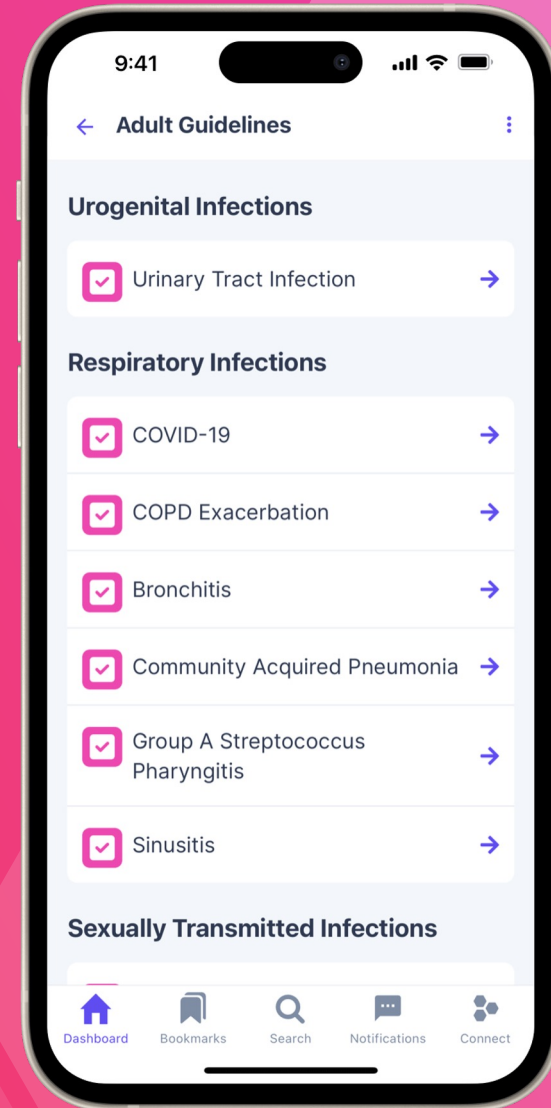 9:41
Adult Guidelines
Urogenital Infections
Urinary Tract Infection
Respiratory Infections
COVID-19
COPD Exacerbation
Bronchitis
Community Acquired Pneumonia
Group A Streptococcus
Pharyngitis
Sinusitis
Sexually Transmitted Infections
Dashboard
Bookmarks
Search
Notifications
Connect